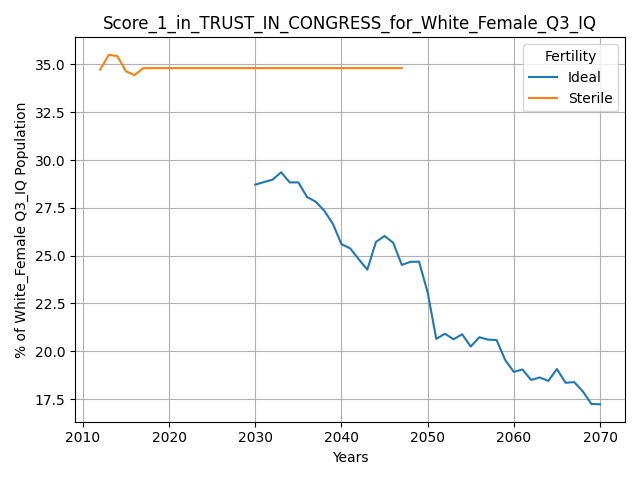 Score_1_in_TRUST_IN_CONGRESS_for_White_Female_Q3_IQ
% of White_Female Q3_IQ Population
35.0
32.5
30.0
27.5
25.0
22.5
20.0
17.5
Fertility
Ideal
Sterile
2010 2020 2030 2040 2050 2060 2070
Years